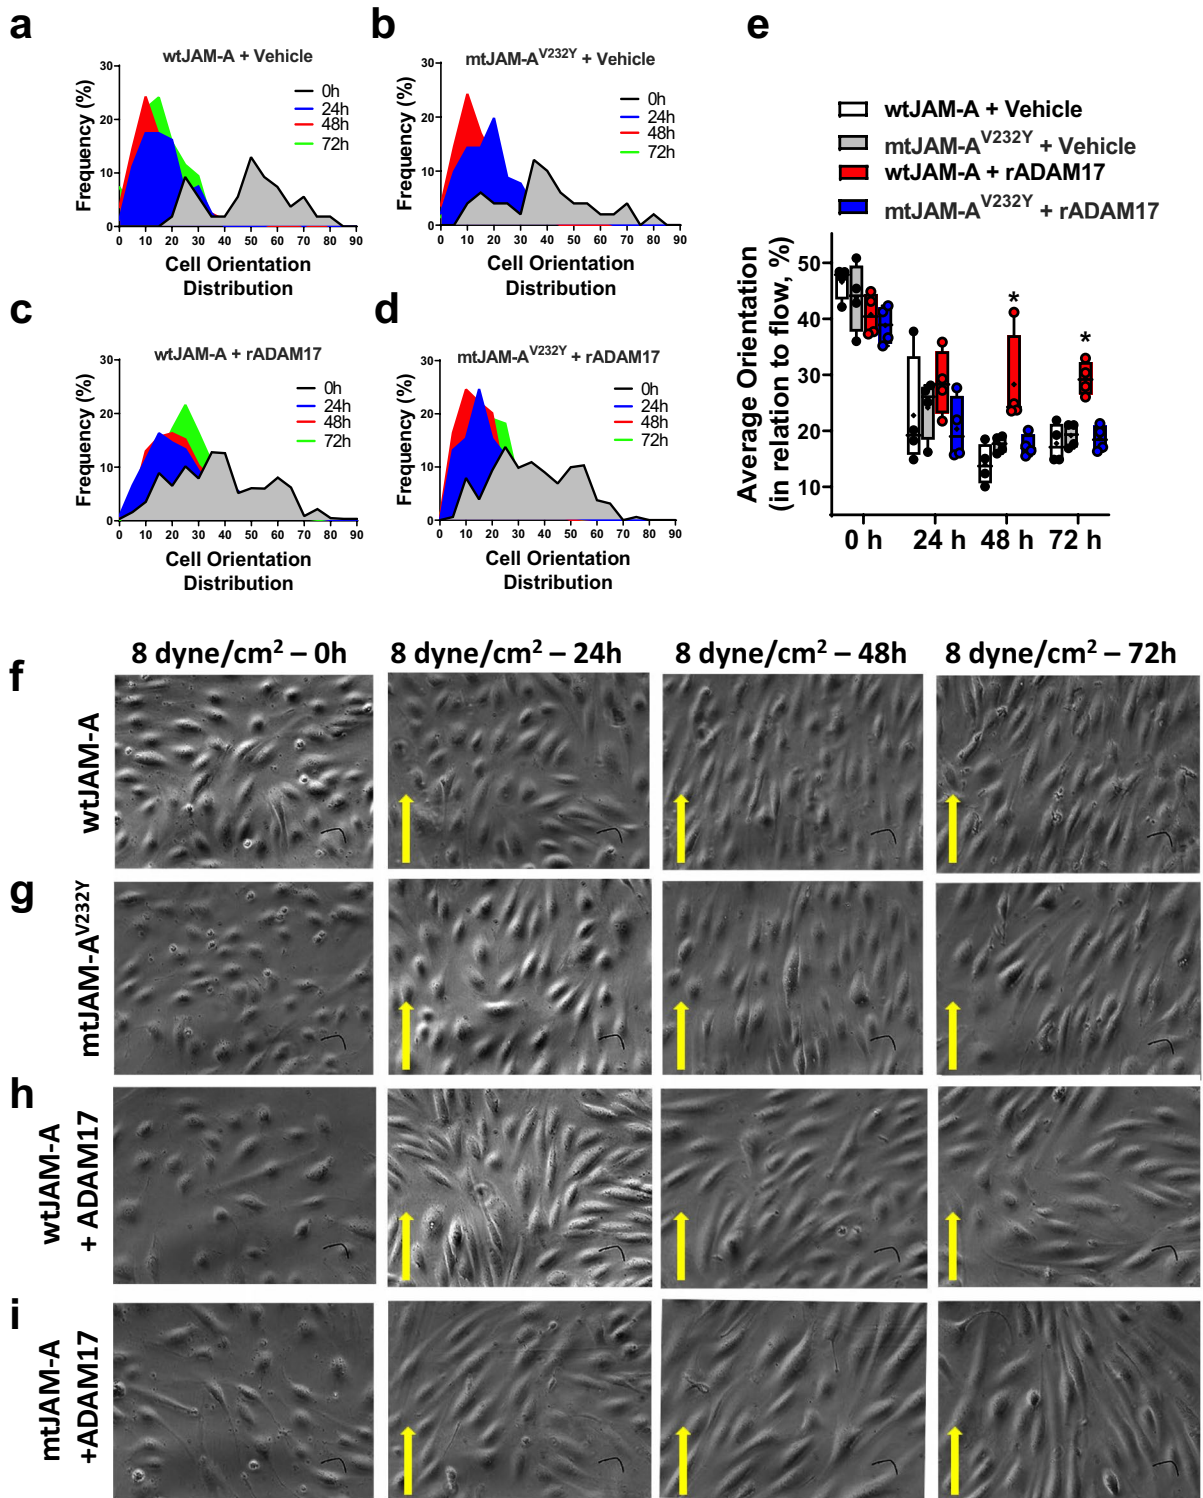 a
wtJAM-A + Vehicle
30
20
10
0
Frequency (%)
0h
24h
48h
72h
0 10 20 30 40 50 60 70 80 90
Cell Orientation
Distribution
b
mtJAM-A^V232Y + Vehicle
30
20
10
0
Frequency (%)
0h
24h
48h
72h
0 10 20 30 40 50 60 70 80 90
Cell Orientation
Distribution
c
wtJAM-A + rADAM17
30
20
10
0
Frequency (%)
0h
24h
48h
72h
0 10 20 30 40 50 60 70 80 90
Cell Orientation
Distribution
d
mtJAM-A^V232Y + rADAM17
30
20
10
0
Frequency (%)
0h
24h
48h
72h
0 10 20 30 40 50 60 70 80 90
Cell Orientation
Distribution
e
wtJAM-A + Vehicle
mtJAM-A^V232Y + Vehicle
wtJAM-A + rADAM17
mtJAM-A^V232Y + rADAM17
Average Orientation
(in relation to flow, %)
50
40
30
20
10
* *
0 h 24 h 48 h 72 h
8 dyne/cm² – 0h 8 dyne/cm² – 24h 8 dyne/cm² – 48h 8 dyne/cm² – 72h
f
wtJAM-A
g
mtJAM-A^V232Y
h
wtJAM-A
+ ADAM17
i
mtJAM-A
+ADAM17